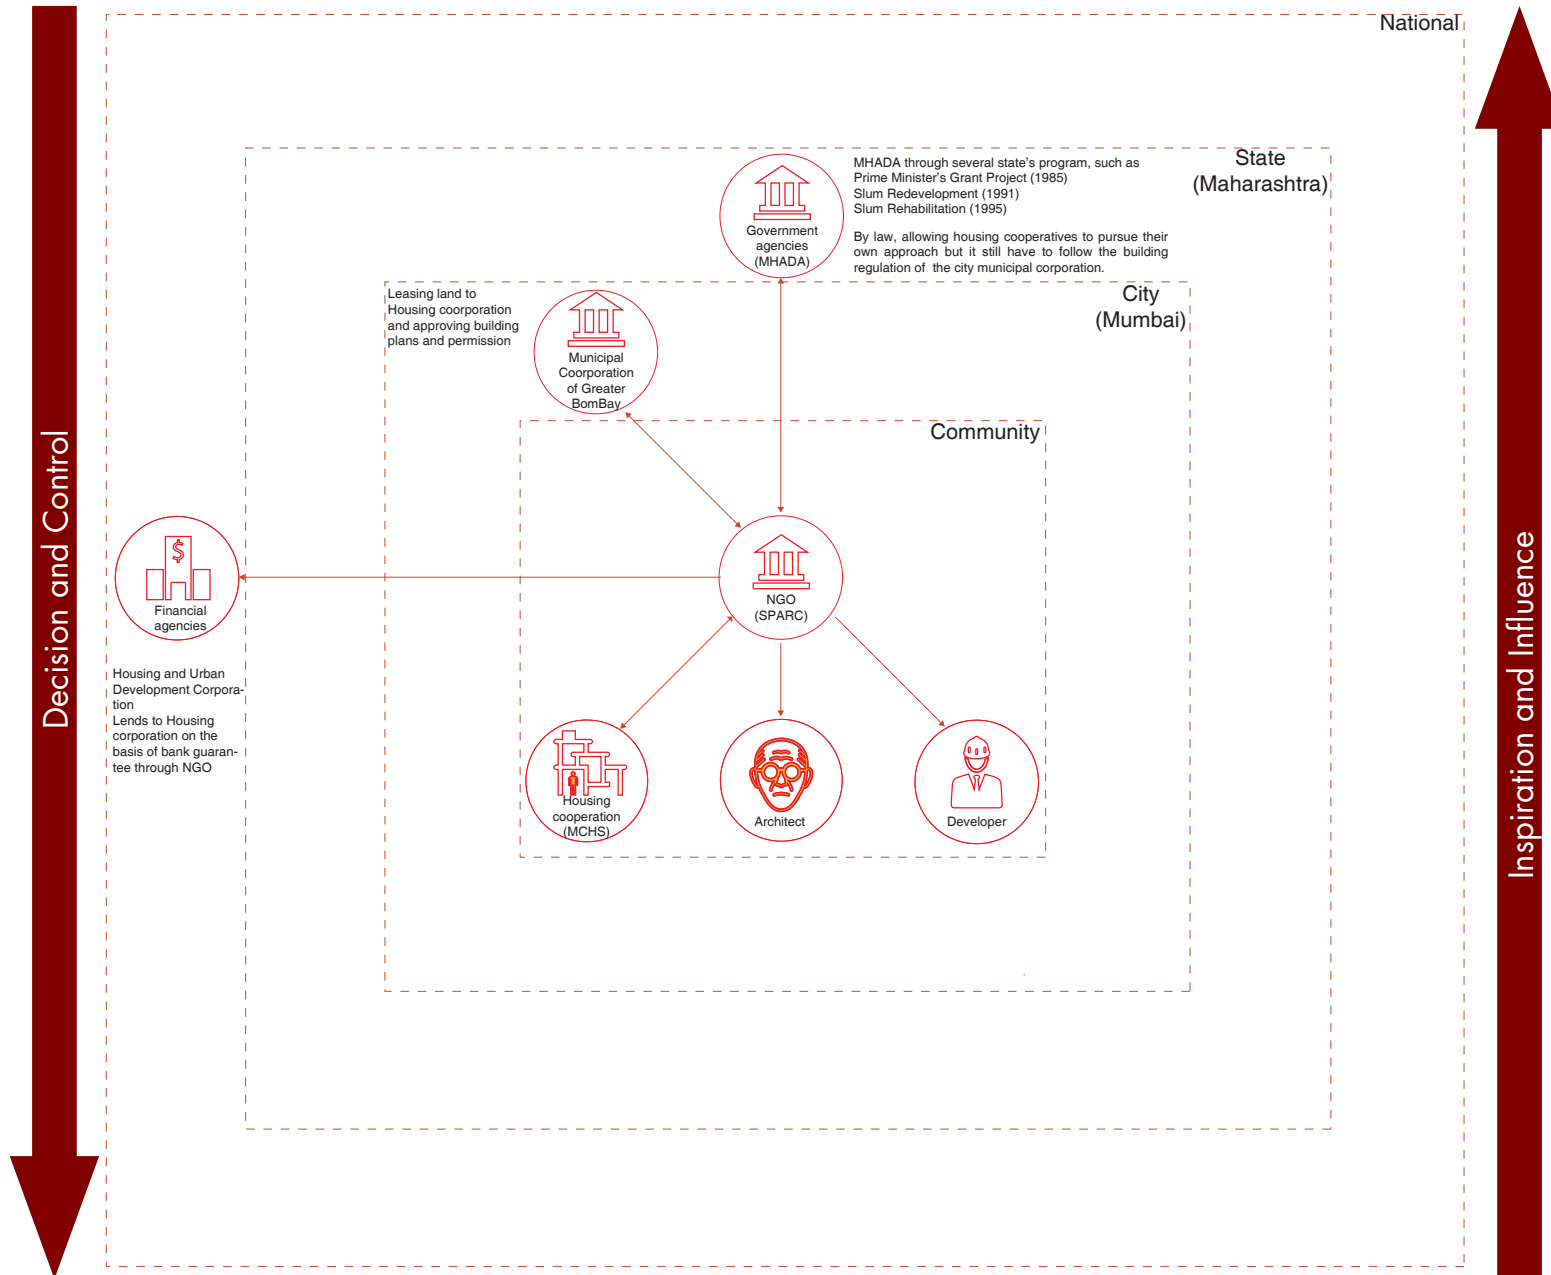 National
State
(Maharashtra)
MHADA through several state's program, such as
Prime Minister's Grant Project (1985)
Slum Redevelopment (1991)
Slum Rehabilitation (1995)
By law, allowing housing cooperatives to pursue their
own approach but it still have to follow the building
regulation of the city municipal corporation.
Government
agencies
(MHADA)
City
(Mumbai)
Leasing land to
Housing coorporation
and approving building
plans and permission
Municipal
Coorporation
of Greater
BomBay
Community
Decision and Control
Financial
agencies
NGO
(SPARC)
Inspiration and Influence
Housing and Urban
Development Corpora-
tion
Lends to Housing
corporation on the
basis of bank guaran-
tee through NGO
Housing
cooperation
(MCHS)
Architect
Developer